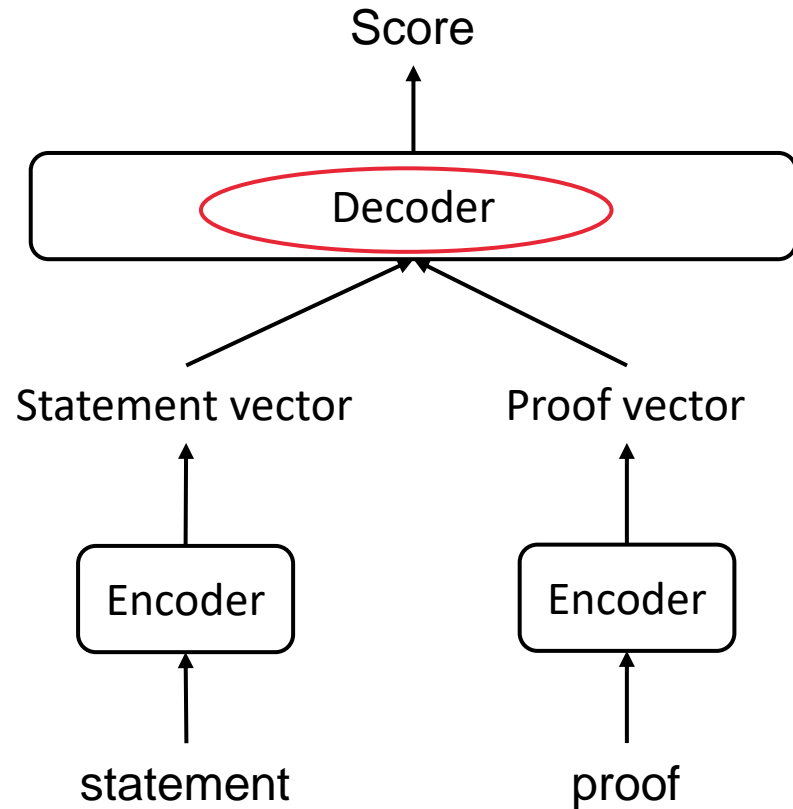 Score
Decoder
Statement vector
Proof vector
Encoder
Encoder
statement
proof